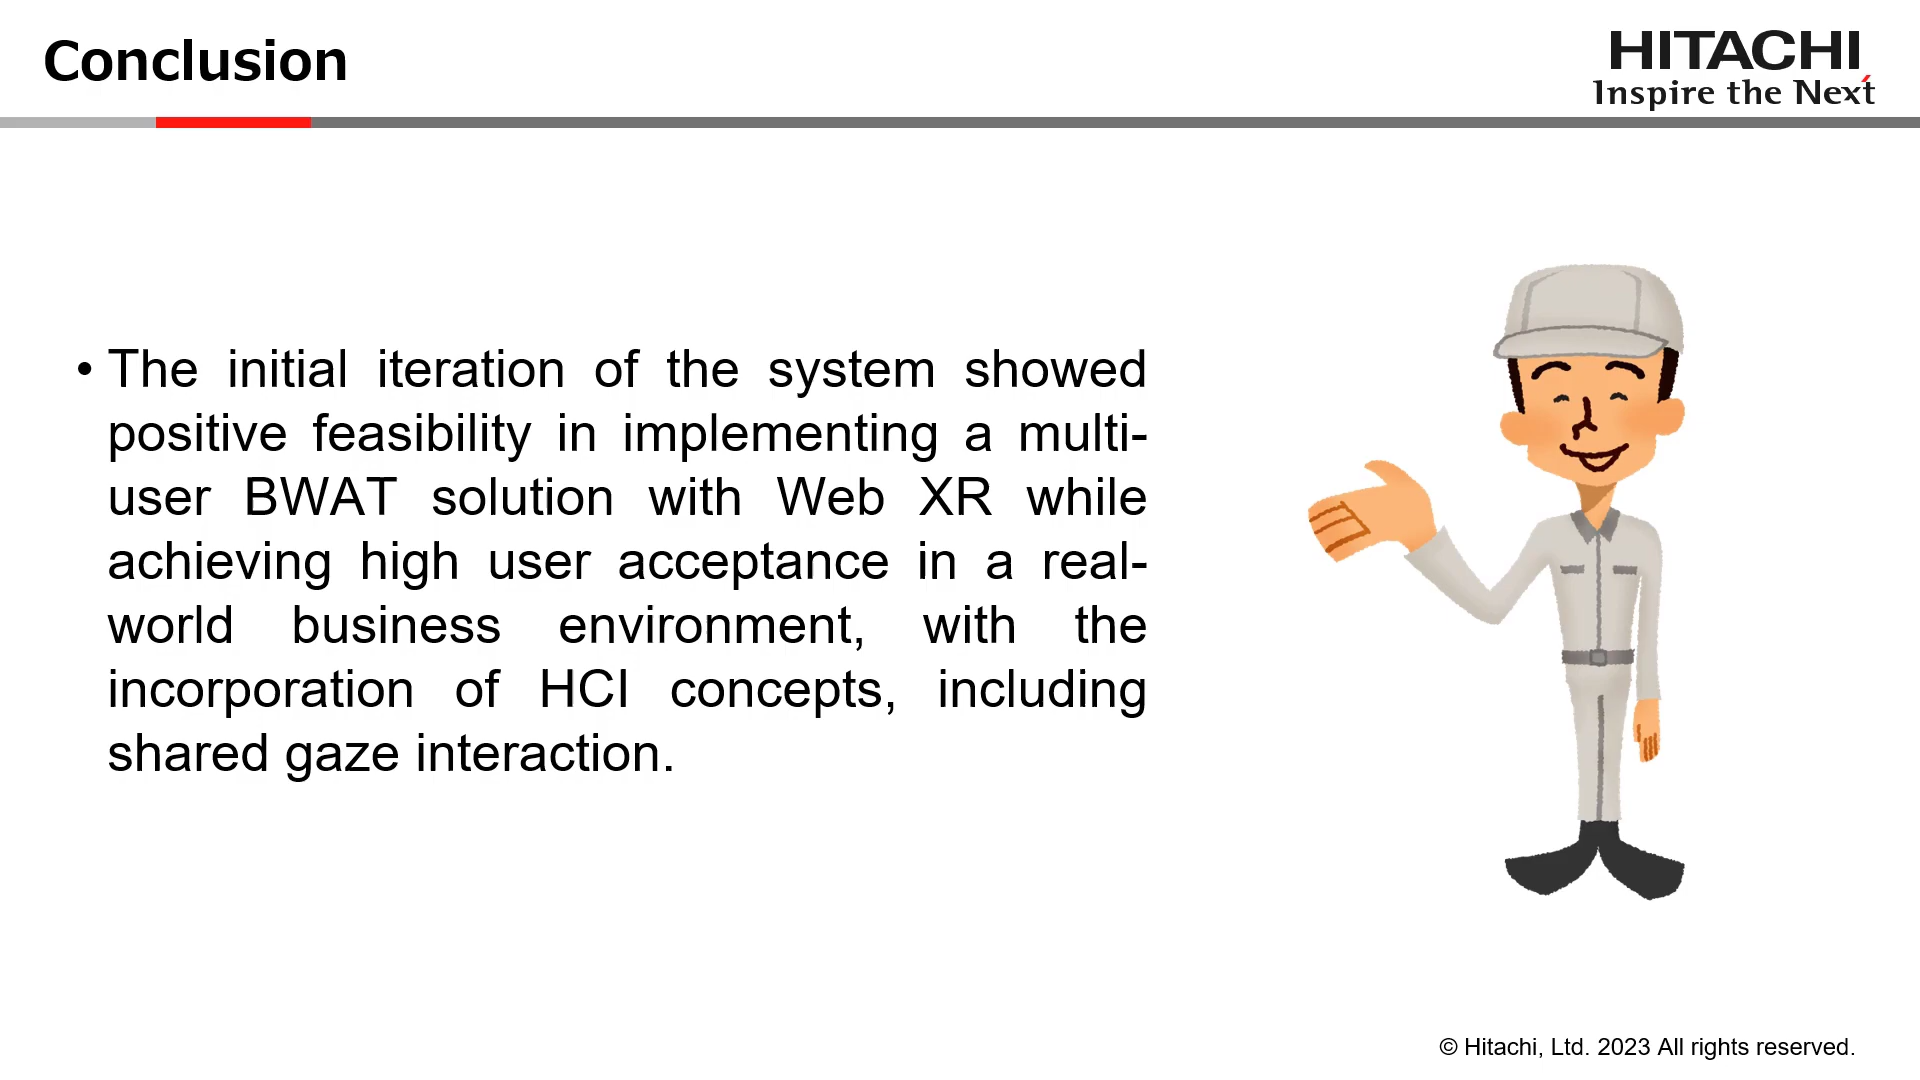 Conclusion
HITACHI
Inspire the Next
• The initial iteration of the system showed
positive feasibility in implementing a multi-
user BWAT solution with Web XR while
achieving high user acceptance in a real-
world business environment, with the
incorporation of HCI concepts, including
shared gaze interaction.
© Hitachi, Ltd. 2023 All rights reserved.